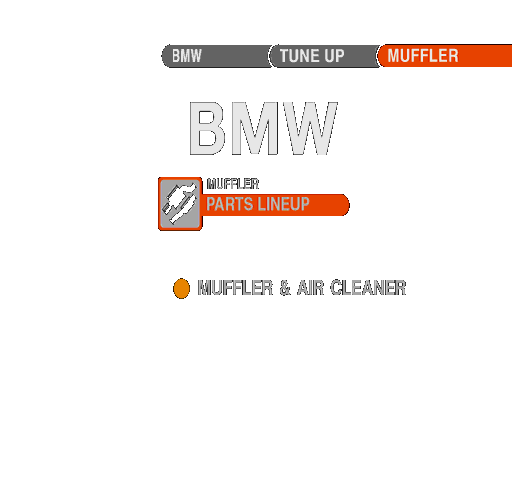 BMW TUNE UP MUFFLER
BMW
MUFFLER
PARTS LINEUP
MUFFLER & AIR CLEANER